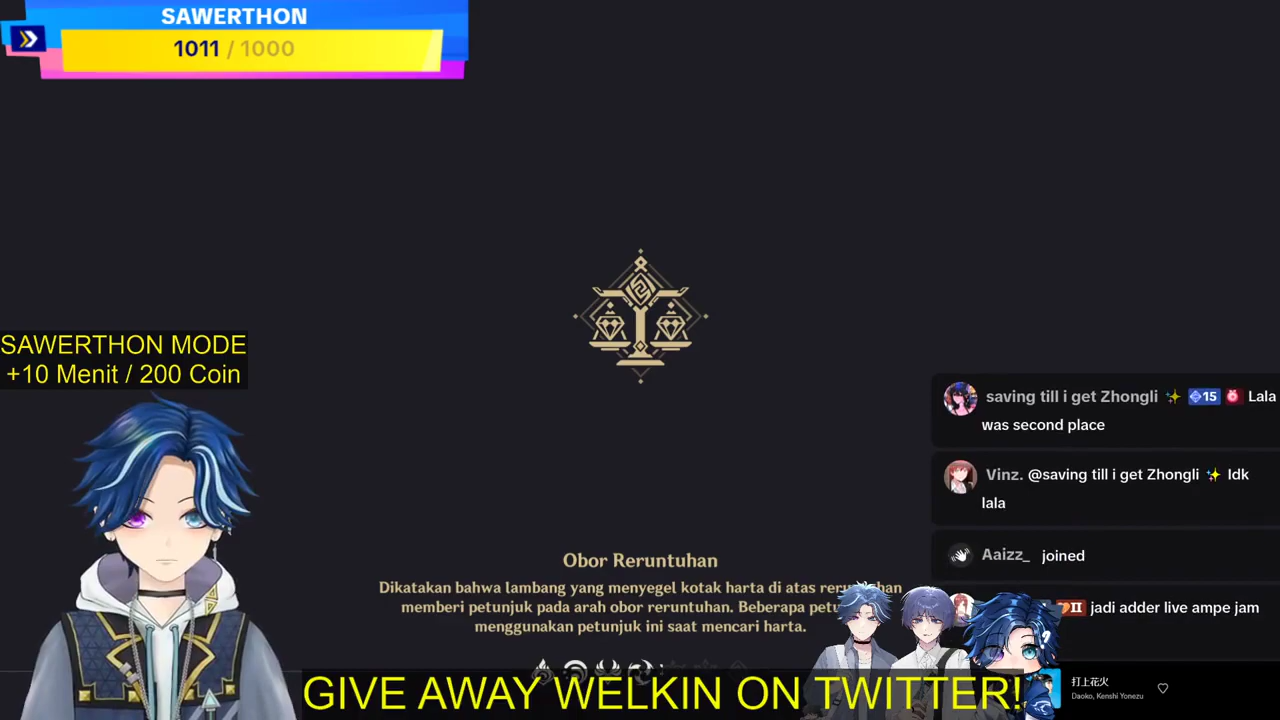 SAWERTHON
1011 / 1000
SAWERTHON MODE
+10 Menit / 200 Coin
saving till i get Zhongli ✨ 15 Lala
was second place
Vinz. @saving till i get Zhongli ✨ Idk
lala
Aaizz_ joined
II jadi adder live ampe jam
Obor Reruntuhan
Dikatakan bahwa lambang yang menyegel kotak harta di atas
memberi petunjuk pada arah obor reruntuhan. Beberapa
menggunakan petunjuk ini saat mencari harta.
GIVE AWAY WELKIN ON TWITTER!
打上花火
Daoko, Kenshi Yonezu